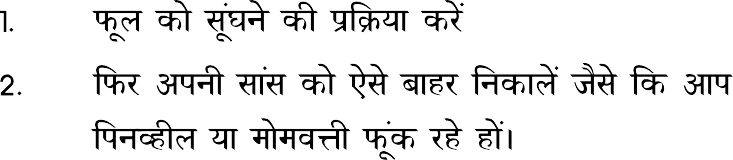 1. फूल को सूंघने की प्रक्रिया करें
2. फिर अपनी सांस को ऐसे बाहर निकालें जैसे कि आप
पिनव्हील या मोमवत्ती फूंक रहे हों।